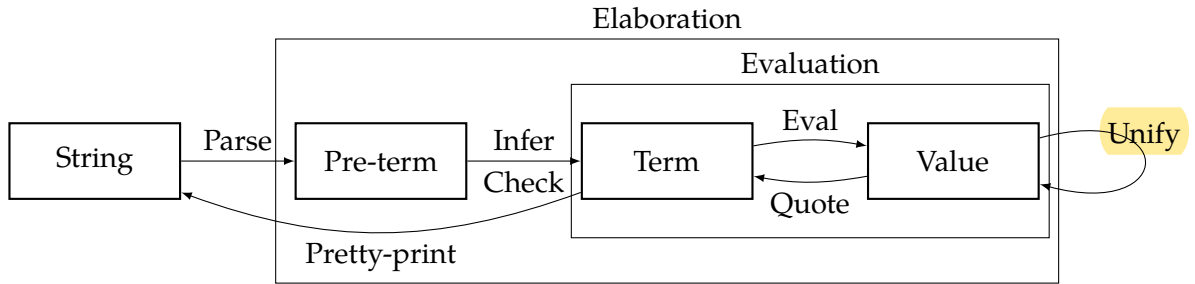 Elaboration
Evaluation
String
Parse
Pre-term
Infer
Check
Term
Eval
Quote
Value
Unify
Pretty-print